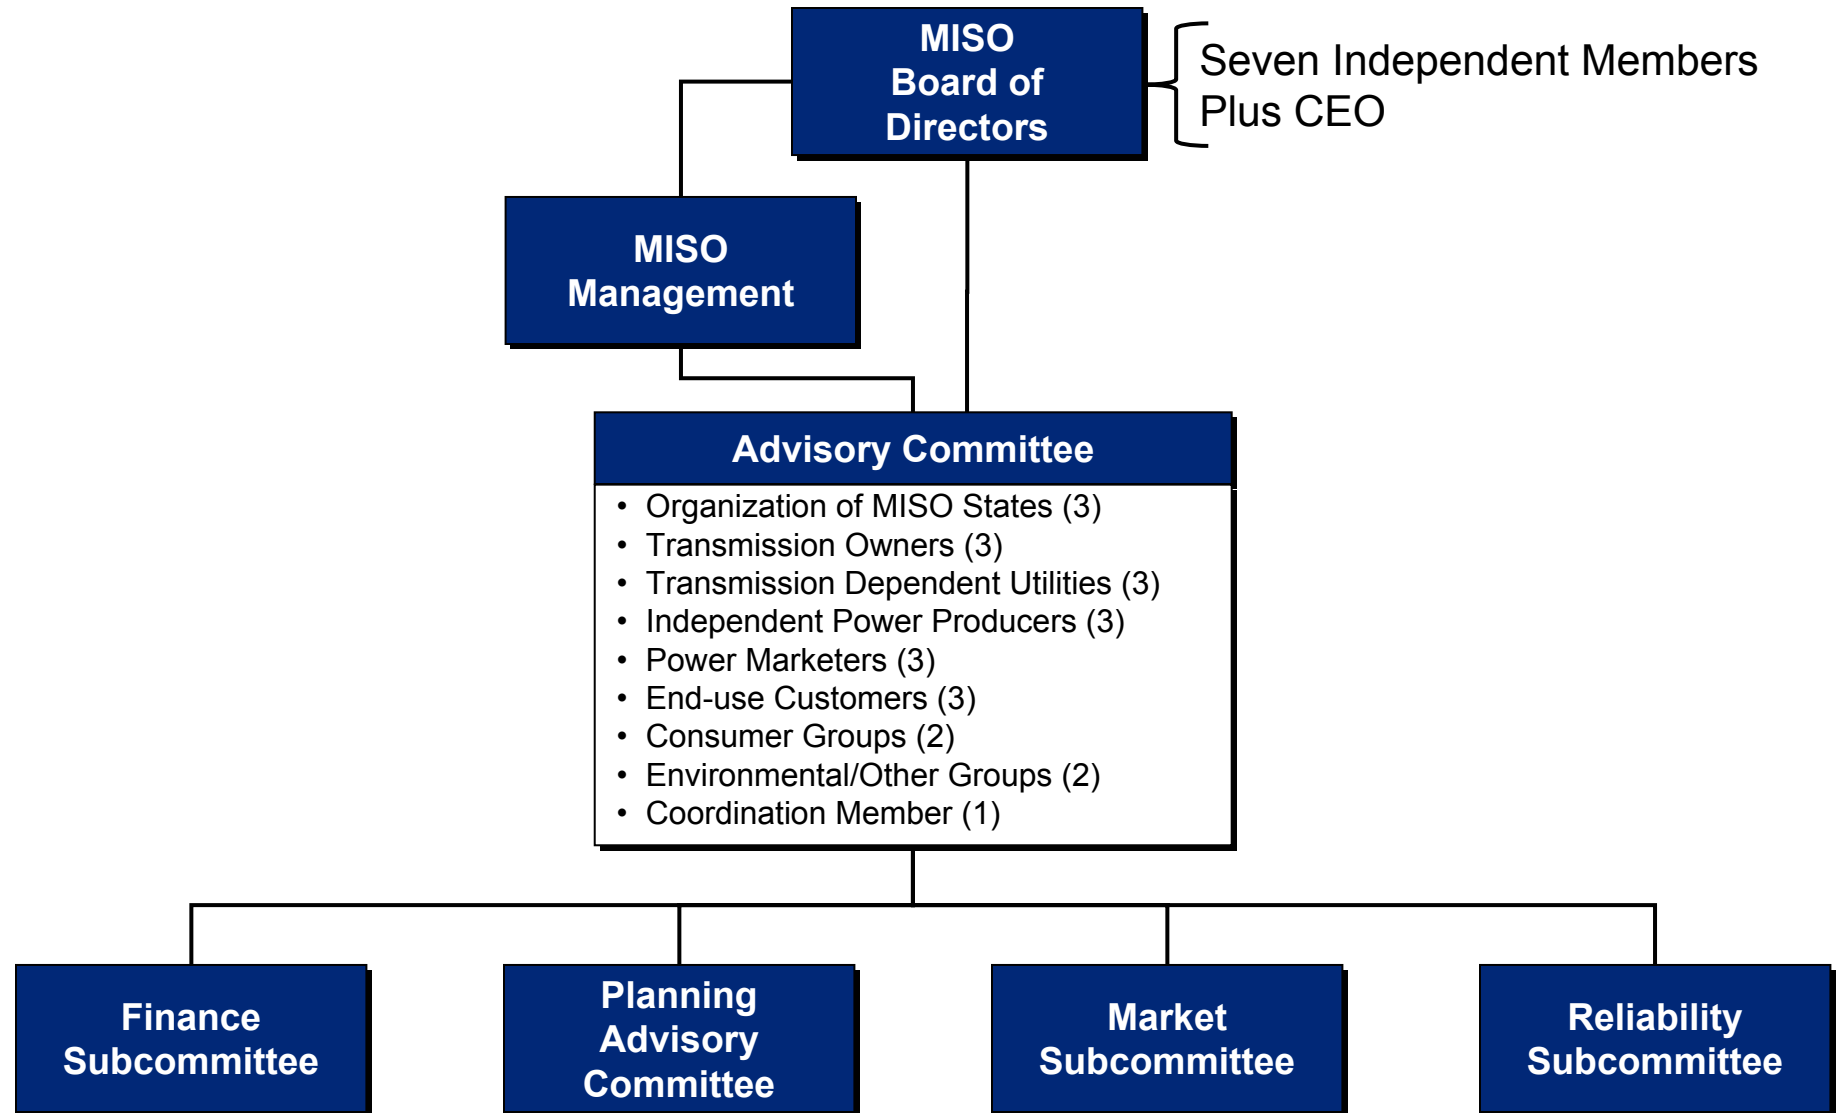 MISO
Board of
Directors
Seven Independent Members
Plus CEO
MISO
Management
Advisory Committee
• Organization of MISO States (3)
• Transmission Owners (3)
• Transmission Dependent Utilities (3)
• Independent Power Producers (3)
• Power Marketers (3)
• End-use Customers (3)
• Consumer Groups (2)
• Environmental/Other Groups (2)
• Coordination Member (1)
Finance
Subcommittee
Planning
Advisory
Committee
Market
Subcommittee
Reliability
Subcommittee